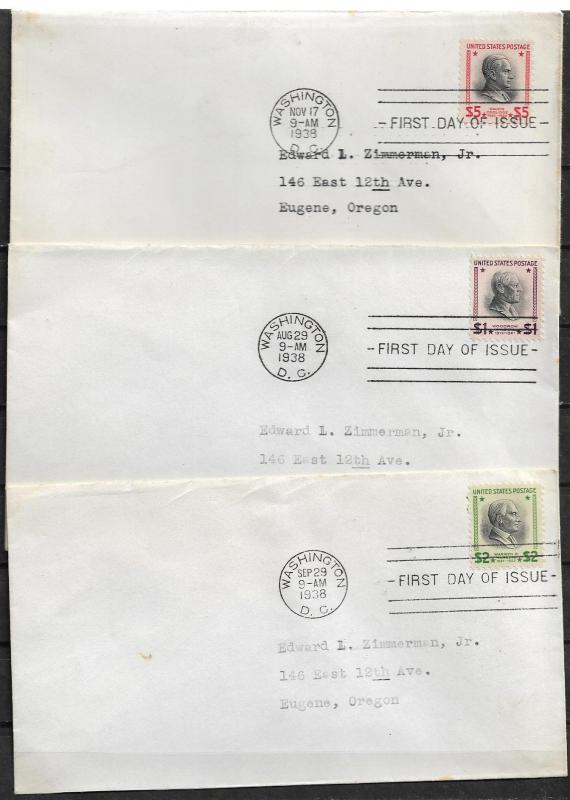 UNITED STATES POSTAGE
$5 $5
WASHINGTON
NOV 17
9-AM
1938
D. C.
-FIRST DAY OF ISSUE-
Edward L. Zimmerman, Jr.
146 East 12th Ave.
Eugene, Oregon
UNITED STATES POSTAGE
WOODROW
$1 $1
WASHINGTON
AUG 29
9-AM
1938
D. C.
-FIRST DAY OF ISSUE-
Edward L. Zimmerman, Jr.
146 East 12th Ave.
UNITED STATES POSTAGE
WARREN G.
$2 $2
WASHINGTON
SEP 29
9-AM
1938
D. C.
-FIRST DAY OF ISSUE-
Edward L. Zimmerman, Jr.
146 East 12th Ave.
Eugene, Oregon